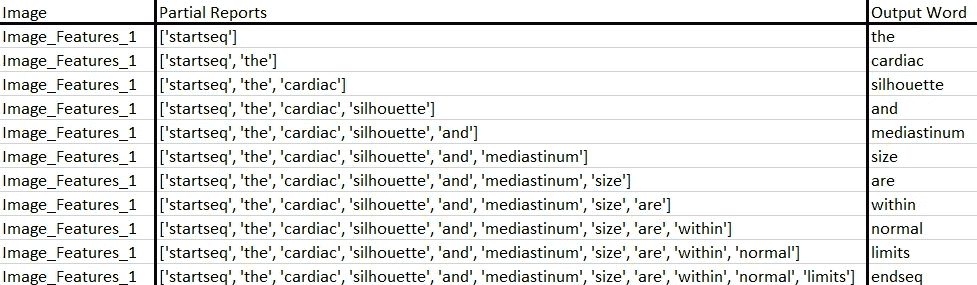 Image Partial Reports Output Word
Image_Features_1 ['startseq'] the
Image_Features_1 ['startseq', 'the'] cardiac
Image_Features_1 ['startseq', 'the', 'cardiac'] silhouette
Image_Features_1 ['startseq', 'the', 'cardiac', 'silhouette'] and
Image_Features_1 ['startseq', 'the', 'cardiac', 'silhouette', 'and'] mediastinum
Image_Features_1 ['startseq', 'the', 'cardiac', 'silhouette', 'and', 'mediastinum'] size
Image_Features_1 ['startseq', 'the', 'cardiac', 'silhouette', 'and', 'mediastinum', 'size'] are
Image_Features_1 ['startseq', 'the', 'cardiac', 'silhouette', 'and', 'mediastinum', 'size', 'are'] within
Image_Features_1 ['startseq', 'the', 'cardiac', 'silhouette', 'and', 'mediastinum', 'size', 'are', 'within'] normal
Image_Features_1 ['startseq', 'the', 'cardiac', 'silhouette', 'and', 'mediastinum', 'size', 'are', 'within', 'normal'] limits
Image_Features_1 ['startseq', 'the', 'cardiac', 'silhouette', 'and', 'mediastinum', 'size', 'are', 'within', 'normal', 'limits'] endseq